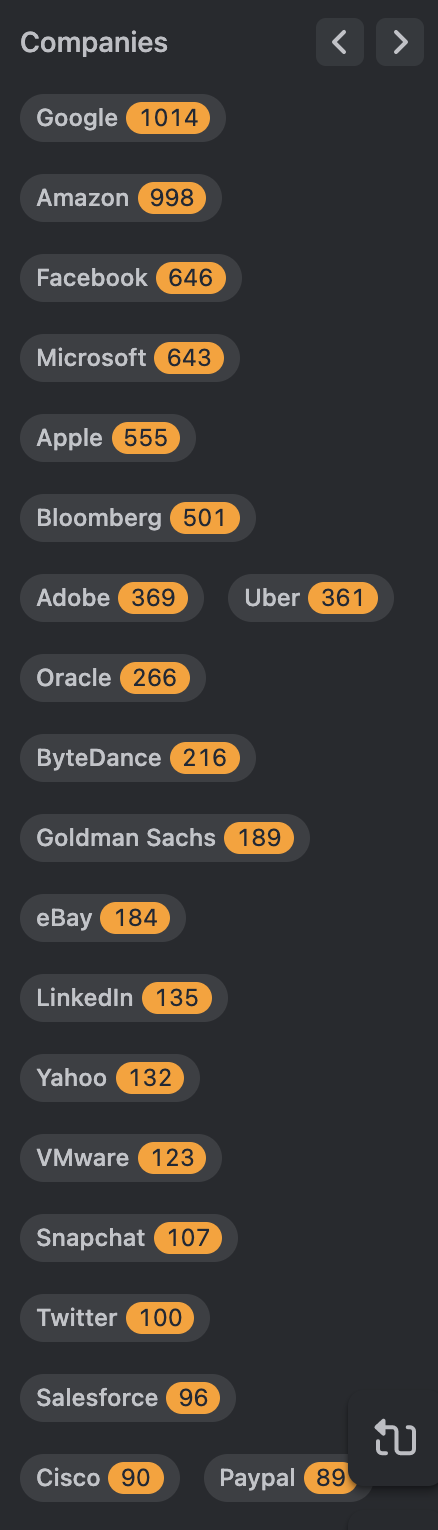 Companies
Google 1014
Amazon 998
Facebook 646
Microsoft 643
Apple 555
Bloomberg 501
Adobe 369 Uber 361
Oracle 266
ByteDance 216
Goldman Sachs 189
eBay 184
LinkedIn 135
Yahoo 132
VMware 123
Snapchat 107
Twitter 100
Salesforce 96
Cisco 90 Paypal 89